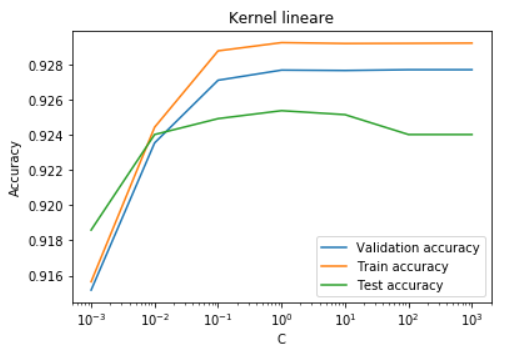 Kernel lineare
Accuracy
0.928
0.926
0.924
0.922
0.920
0.918
0.916
Validation accuracy
Train accuracy
Test accuracy
10⁻³ 10⁻² 10⁻¹ 10⁰ 10¹ 10² 10³
C